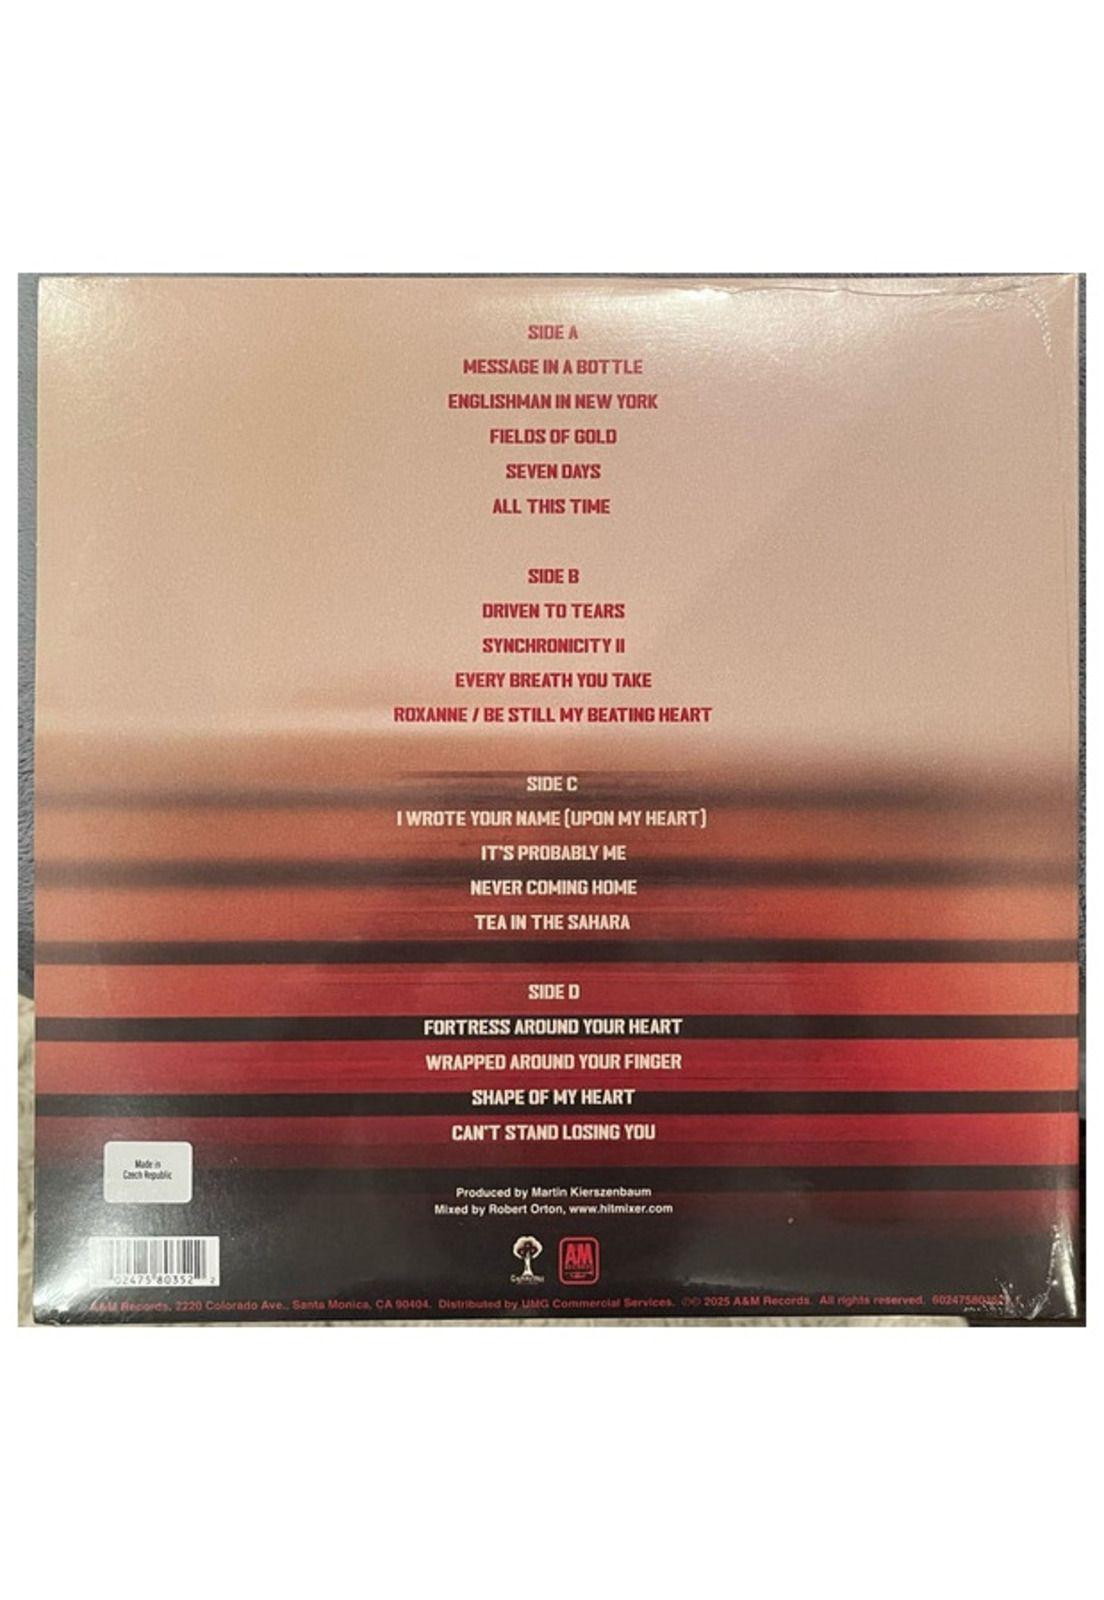 SIDE A
MESSAGE IN A BOTTLE
ENGLISHMAN IN NEW YORK
FIELDS OF GOLD
SEVEN DAYS
ALL THIS TIME
SIDE B
DRIVEN TO TEARS
SYNCHRONICITY II
EVERY BREATH YOU TAKE
ROXANNE / BE STILL MY BEATING HEART
SIDE C
I WROTE YOUR NAME (UPON MY HEART)
IT'S PROBABLY ME
NEVER COMING HOME
TEA IN THE SAHARA
SIDE D
FORTRESS AROUND YOUR HEART
WRAPPED AROUND YOUR FINGER
SHAPE OF MY HEART
CAN'T STAND LOSING YOU
Made in
Czech Republic
Produced by Martin Kierszenbaum
Mixed by Robert Orton, www.hitmixer.com
02475 80352 2
Cherrytree
A&M
RECORDS
A&M Records, 2220 Colorado Ave., Santa Monica, CA 90404. Distributed by UMG Commercial Services. ℗© 2025 A&M Records. All rights reserved.